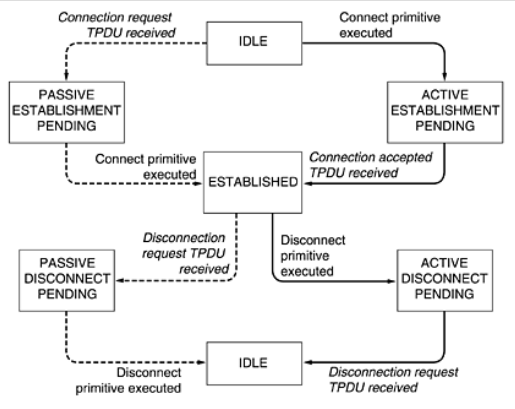 Connection request
TPDU received
IDLE
Connect primitive
executed
PASSIVE
ESTABLISHMENT
PENDING
ACTIVE
ESTABLISHMENT
PENDING
Connect primitive
executed
ESTABLISHED
Connection accepted
TPDU received
Disconnection
request TPDU
received
Disconnect
primitive
executed
PASSIVE
DISCONNECT
PENDING
ACTIVE
DISCONNECT
PENDING
Disconnect
primitive executed
IDLE
Disconnection request
TPDU received